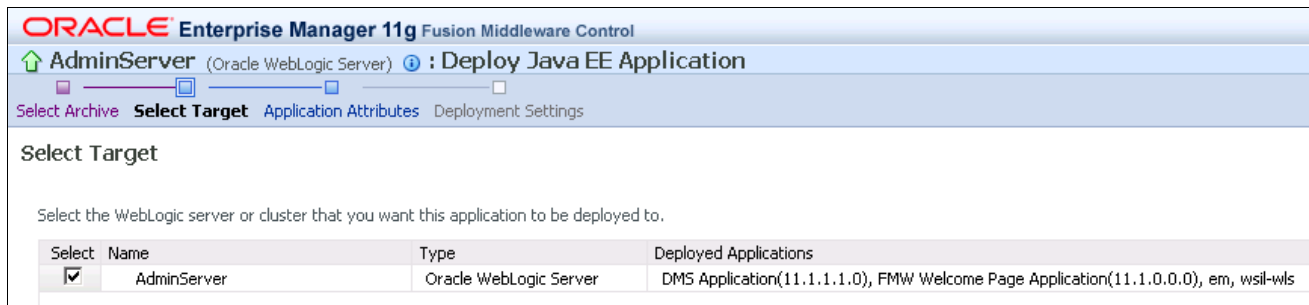 ORACLE Enterprise Manager 11g Fusion Middleware Control
AdminServer (Oracle WebLogic Server) : Deploy Java EE Application
Select Archive Select Target Application Attributes Deployment Settings
Select Target
Select the WebLogic server or cluster that you want this application to be deployed to.
Select Name Type Deployed Applications
AdminServer Oracle WebLogic Server DMS Application(11.1.1.1.0), FMW Welcome Page Application(11.1.0.0.0), em, wsil-wls